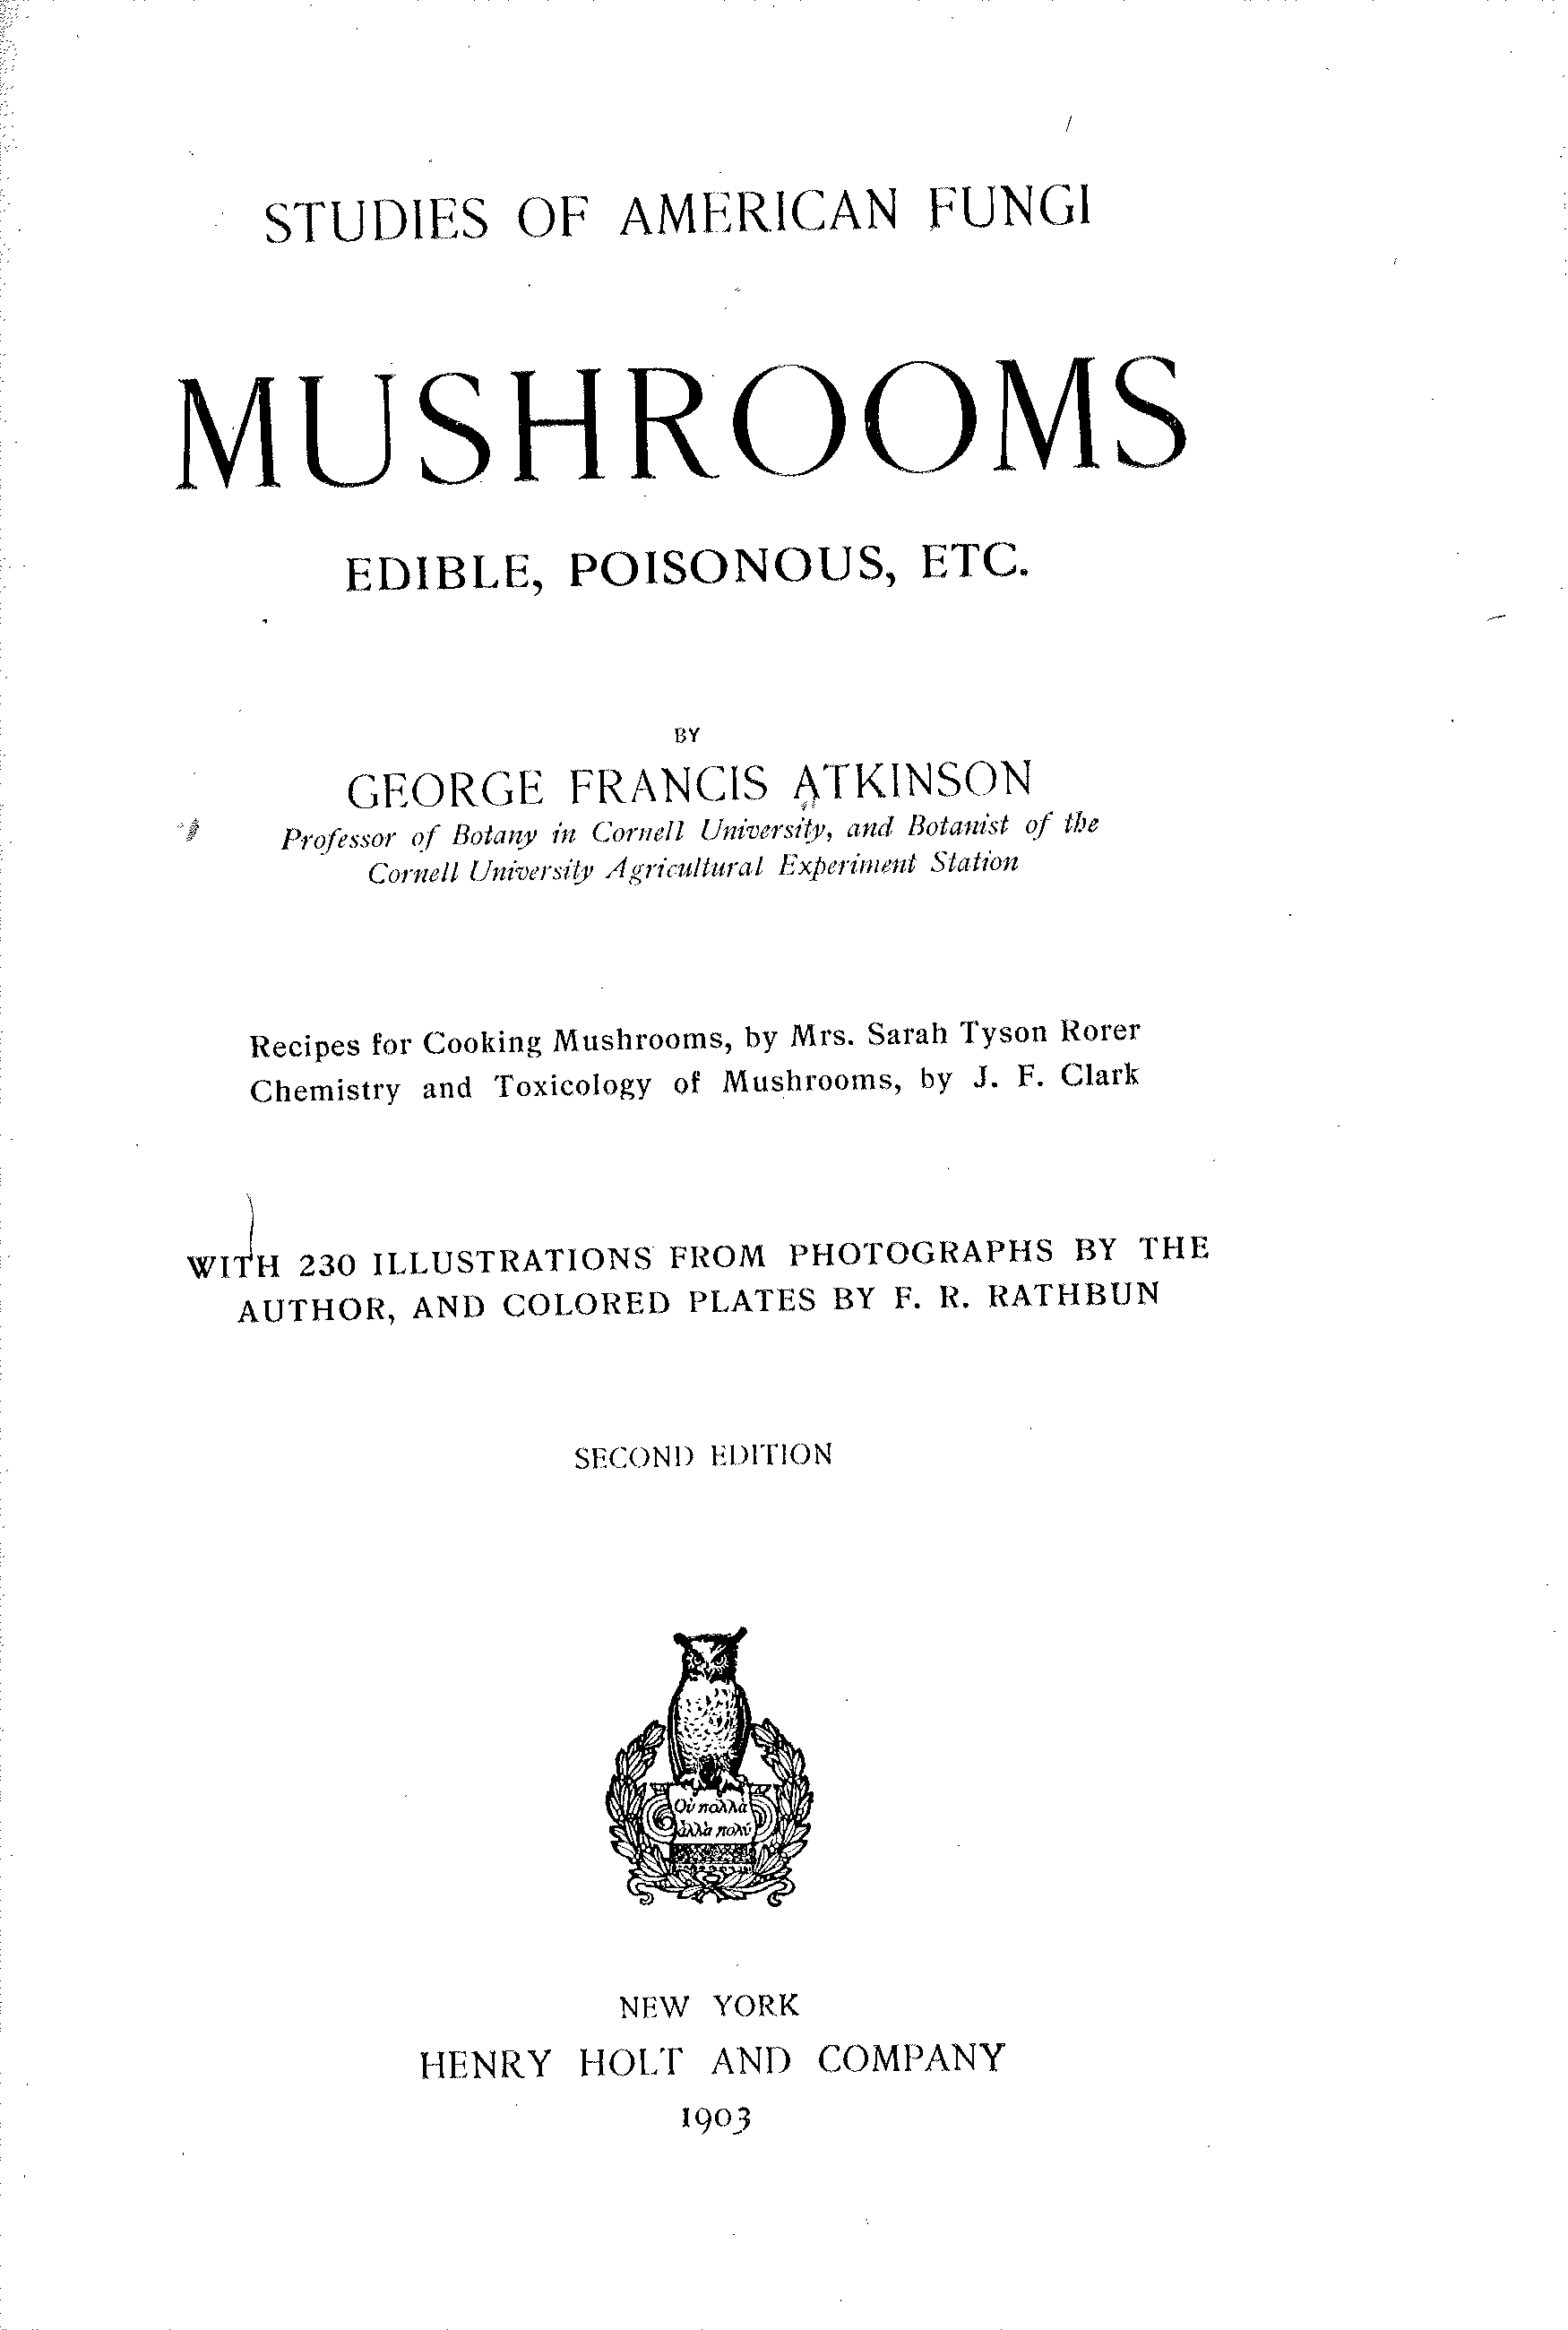 STUDIES OF AMERICAN FUNGI
MUSHROOMS
EDIBLE, POISONOUS, ETC.
BY
GEORGE FRANCIS ATKINSON
Professor of Botany in Cornell University, and Botanist of the
Cornell University Agricultural Experiment Station
Recipes for Cooking Mushrooms, by Mrs. Sarah Tyson Rorer
Chemistry and Toxicology of Mushrooms, by J. F. Clark
WITH 230 ILLUSTRATIONS FROM PHOTOGRAPHS BY THE
AUTHOR, AND COLORED PLATES BY F. R. RATHBUN
SECOND EDITION
Οὐ πολλὰ
ἀλλὰ πολύ
NEW YORK
HENRY HOLT AND COMPANY
1903